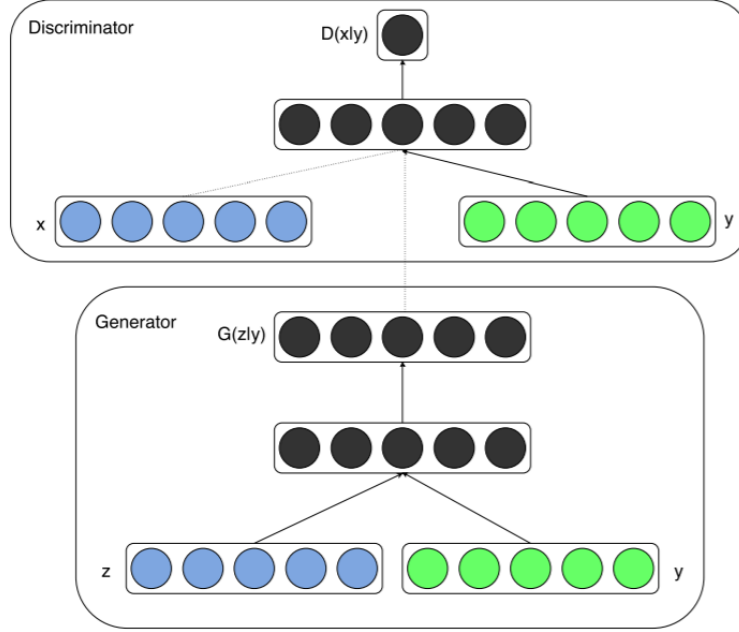 Discriminator
D(x|y)
x
y
Generator
G(z|y)
z
y